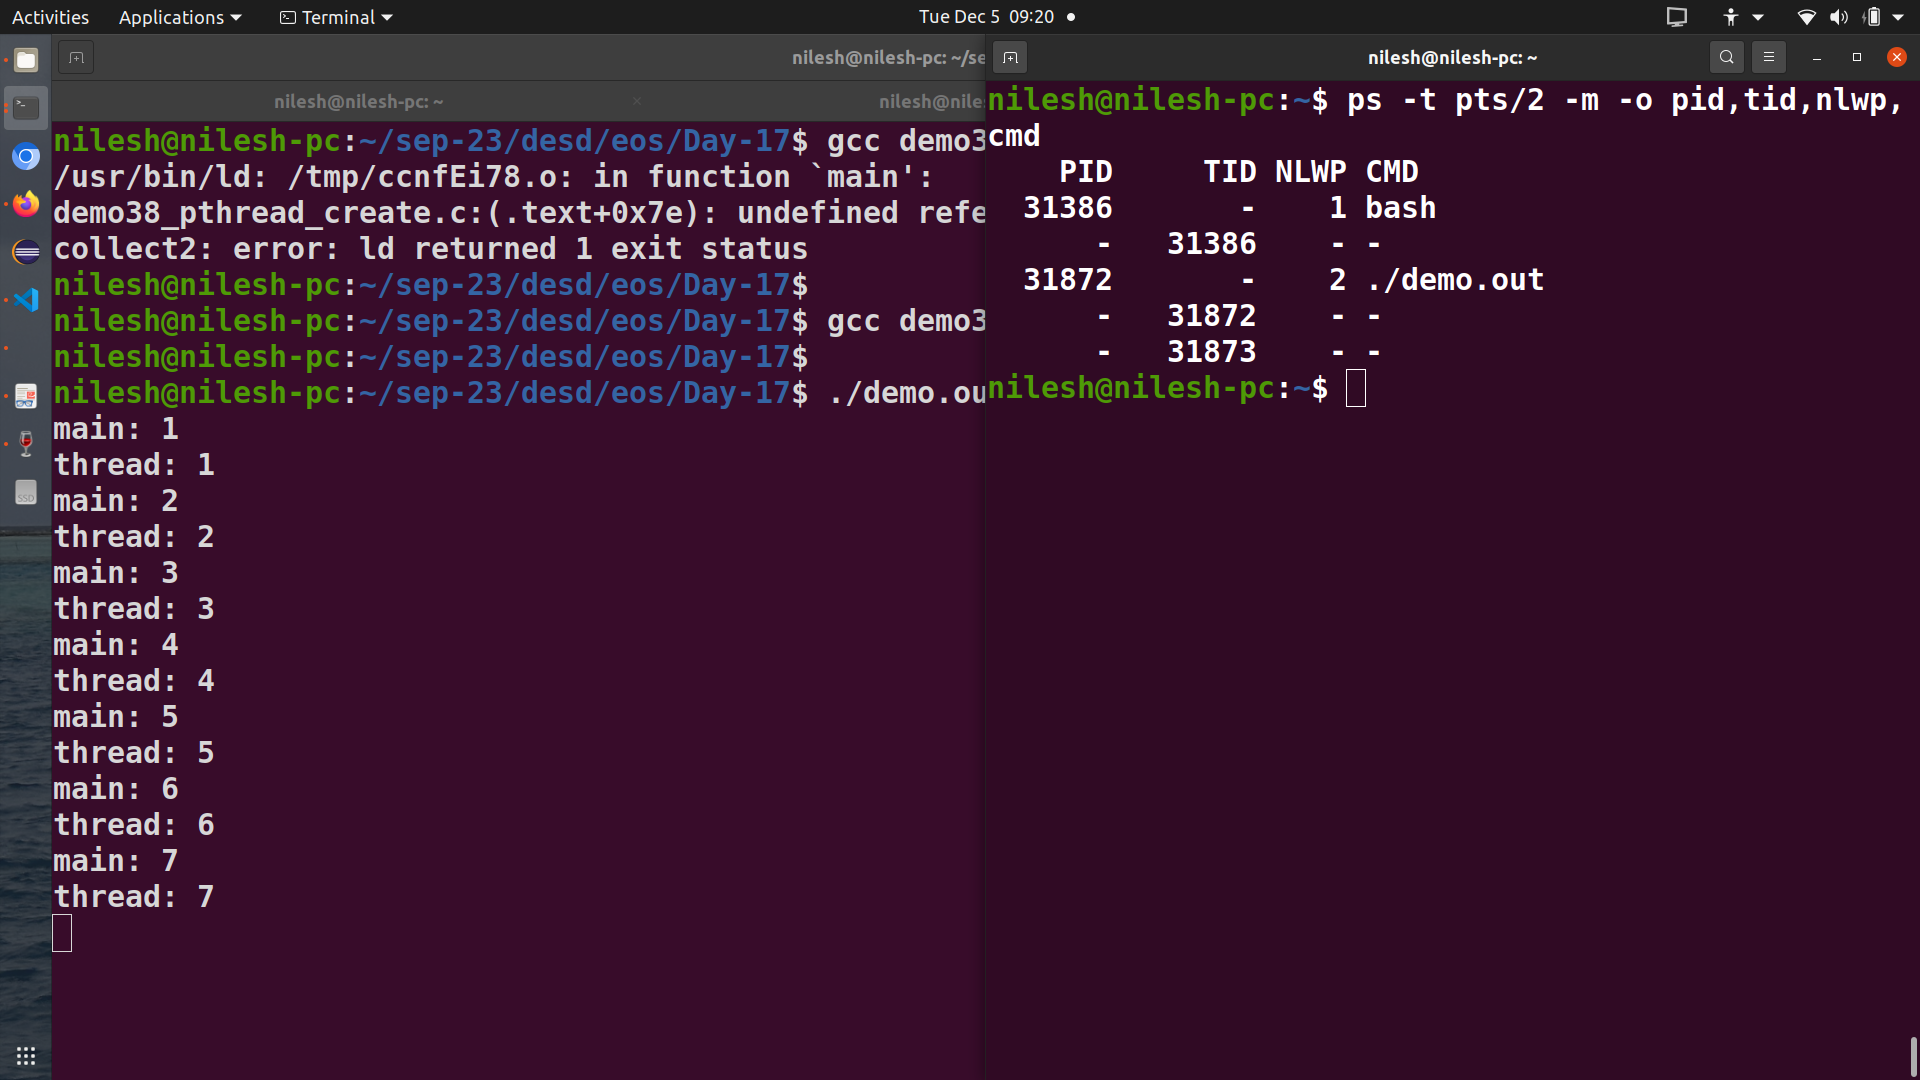 Activities Applications Terminal Tue Dec 5 09:20
nilesh@nilesh-pc: ~/se
nilesh@nilesh-pc: ~ × nilesh@nile
nilesh@nilesh-pc:~/sep-23/desd/eos/Day-17$ gcc demo3
/usr/bin/ld: /tmp/ccnfEi78.o: in function `main':
demo38_pthread_create.c:(.text+0x7e): undefined refe
collect2: error: ld returned 1 exit status
nilesh@nilesh-pc:~/sep-23/desd/eos/Day-17$
nilesh@nilesh-pc:~/sep-23/desd/eos/Day-17$ gcc demo3
nilesh@nilesh-pc:~/sep-23/desd/eos/Day-17$
nilesh@nilesh-pc:~/sep-23/desd/eos/Day-17$ ./demo.ou
main: 1
thread: 1
main: 2
thread: 2
main: 3
thread: 3
main: 4
thread: 4
main: 5
thread: 5
main: 6
thread: 6
main: 7
thread: 7
SSD
nilesh@nilesh-pc: ~
nilesh@nilesh-pc:~$ ps -t pts/2 -m -o pid,tid,nlwp,
cmd
PID TID NLWP CMD
31386 - 1 bash
- 31386 - -
31872 - 2 ./demo.out
- 31872 - -
- 31873 - -
nilesh@nilesh-pc:~$